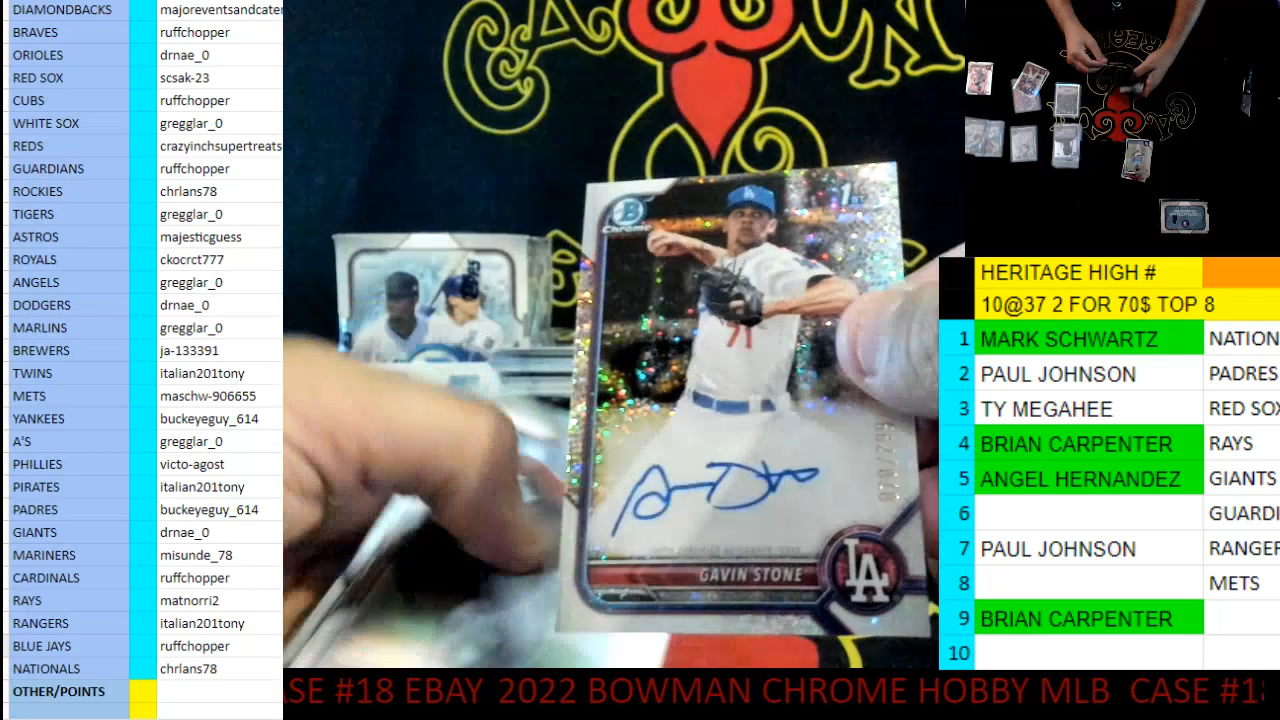 DIAMONDBACKS majoreventsandcater
BRAVES ruffchopper
ORIOLES drnae_0
RED SOX scsak-23
CUBS ruffchopper
WHITE SOX gregglar_0
REDS crazyinchsupertreats
GUARDIANS ruffchopper
ROCKIES chrlans78
TIGERS gregglar_0
ASTROS majesticguess
ROYALS ckocrct777
ANGELS gregglar_0
DODGERS drnae_0
MARLINS gregglar_0
BREWERS ja-133391
TWINS italian201tony
METS maschw-906655
YANKEES buckeyeguy_614
A'S gregglar_0
PHILLIES victo-agost
PIRATES italian201tony
PADRES buckeyeguy_614
GIANTS drnae_0
MARINERS misunde_78
CARDINALS ruffchopper
RAYS matnorri2
RANGERS italian201tony
BLUE JAYS ruffchopper
NATIONALS chrlans78
OTHER/POINTS
B
Chrome
1ST
LA
71
GAVIN STONE
LA
HERITAGE HIGH #
10@37 2 FOR 70$ TOP 8
1 MARK SCHWARTZ NATION
2 PAUL JOHNSON PADRES
3 TY MEGAHEE RED SOX
4 BRIAN CARPENTER RAYS
5 ANGEL HERNANDEZ GIANTS
6 GUARDI
7 PAUL JOHNSON RANGER
8 METS
9 BRIAN CARPENTER
10
SE #18 EBAY 2022 BOWMAN CHROME HOBBY MLB CASE #18